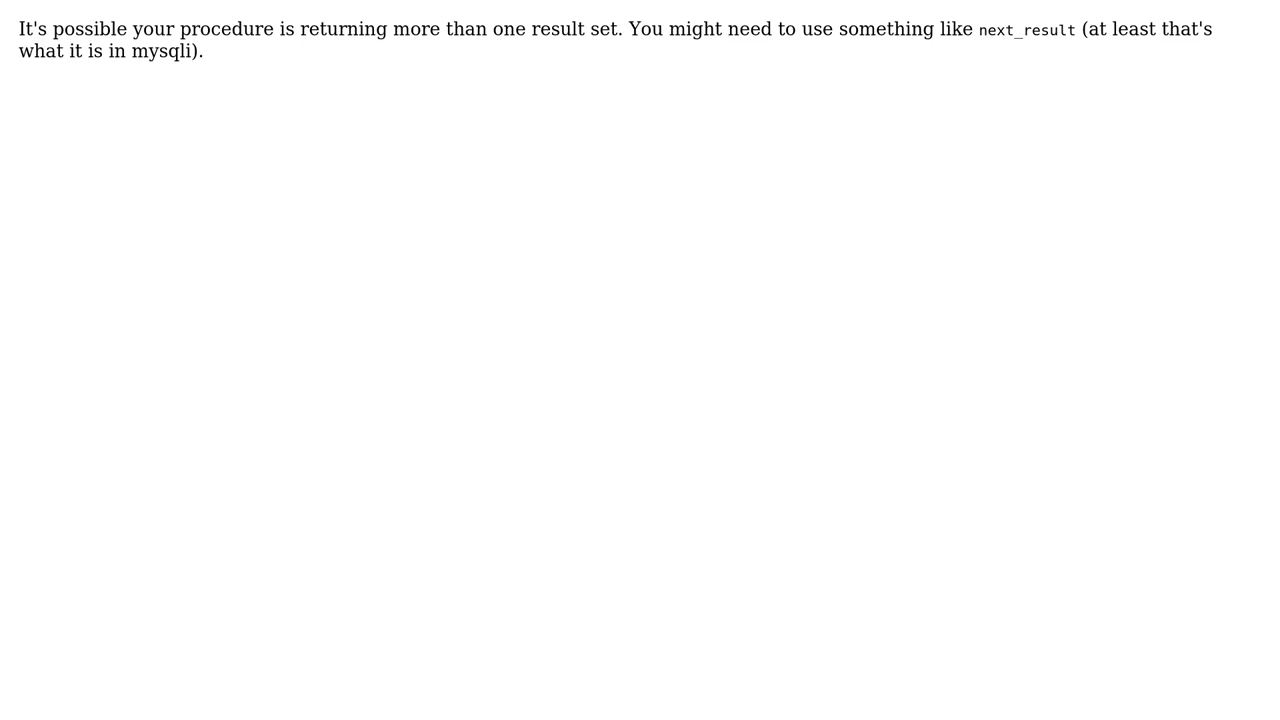 It's possible your procedure is returning more than one result set. You might need to use something like next_result (at least that's
what it is in mysqli).